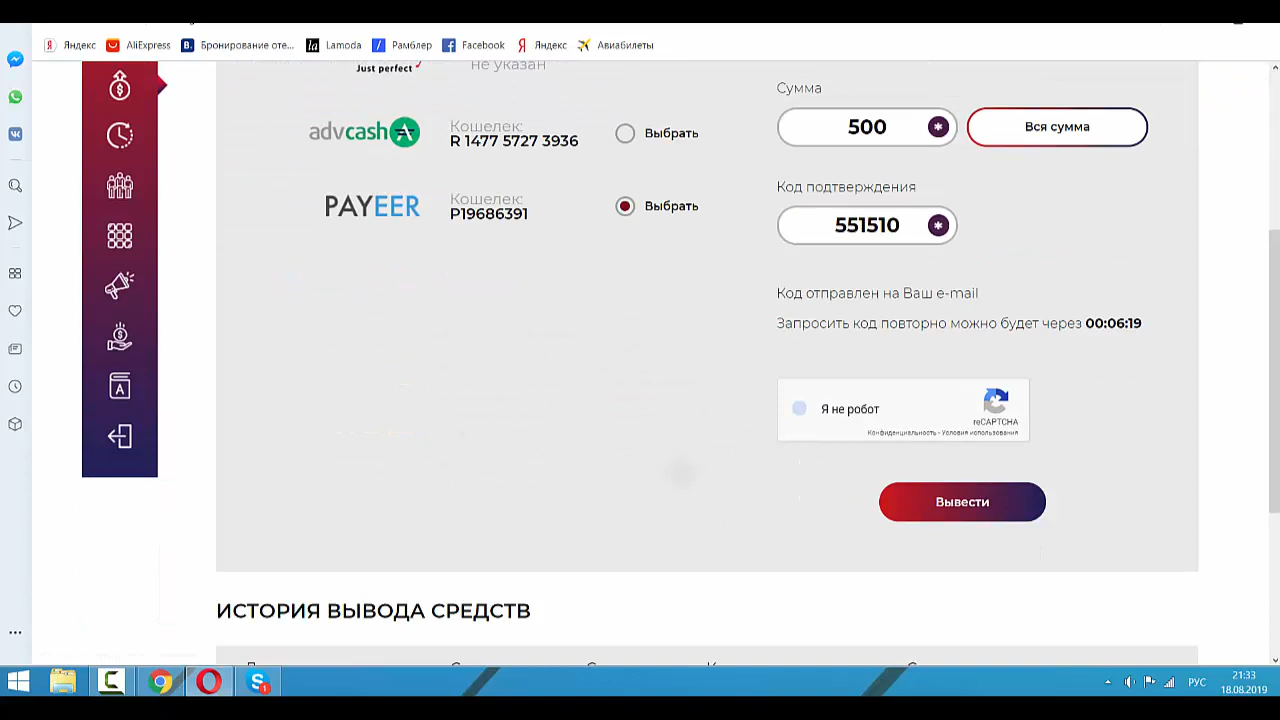 Яндекс
AliExpress
Бронирование оте...
Lamoda
Рамблер
Facebook
Яндекс
Авиабилеты
Just perfect
не указан
advcash
Кошелек:
R 1477 5727 3936
Выбрать
PAYEER
Кошелек:
P19686391
Выбрать
Сумма
500
Вся сумма
Код подтверждения
551510
Код отправлен на Ваш e-mail
Запросить код повторно можно будет через 00:06:19
Я не робот
reCAPTCHA
Конфиденциальность - Условия использования
Вывести
ИСТОРИЯ ВЫВОДА СРЕДСТВ
РУС
21:33
18.08.2019